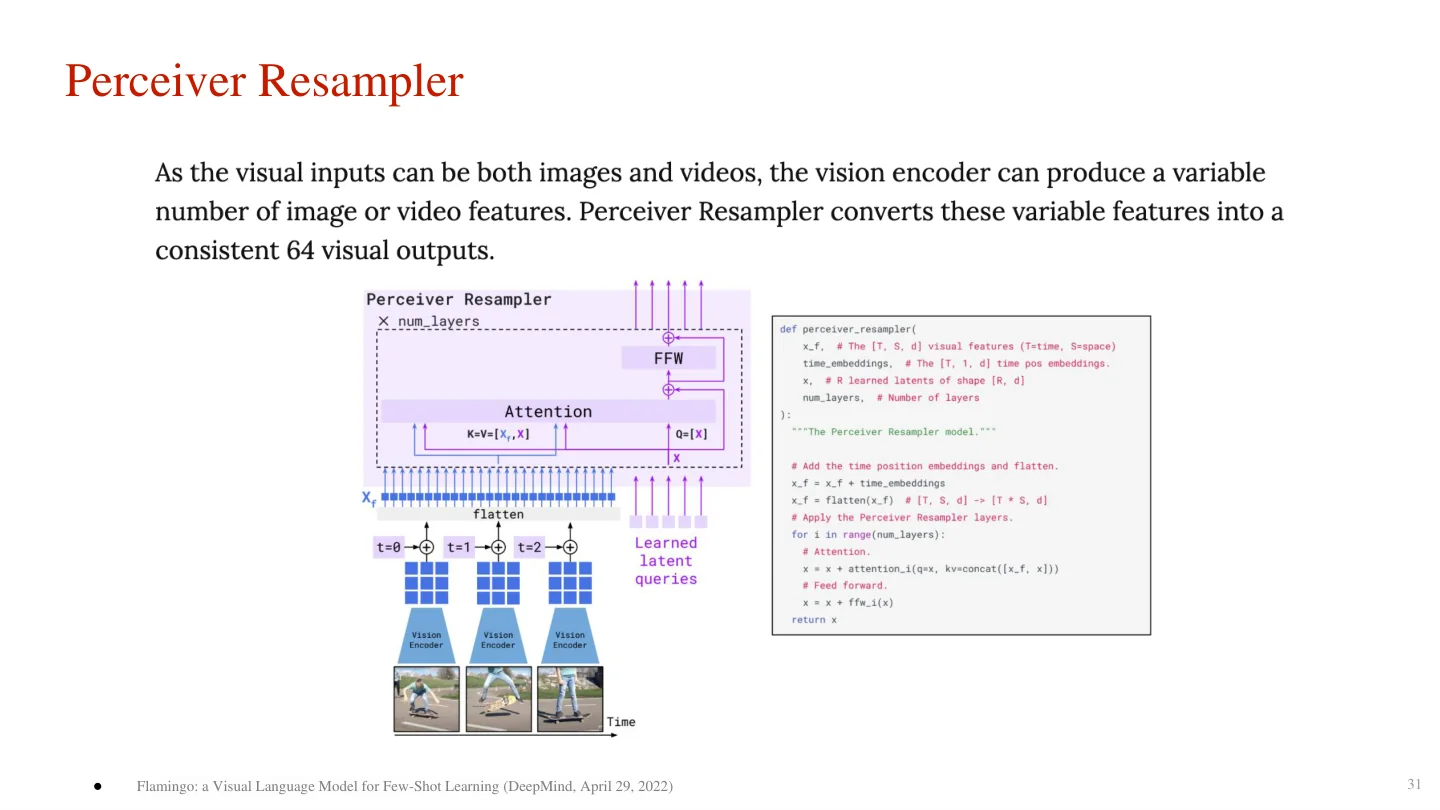 Perceiver Resampler
As the visual inputs can be both images and videos, the vision encoder can produce a variable
number of image or video features. Perceiver Resampler converts these variable features into a
consistent 64 visual outputs.
Perceiver Resampler
× num_layers
FFW
Attention
K=V=[Xf,X]
Q=[X]
X
Xf
flatten
t=0
t=1
t=2
Learned
latent
queries
Vision
Encoder
Vision
Encoder
Vision
Encoder
Time
def perceiver_resampler(
x_f, # The [T, S, d] visual features (T=time, S=space)
time_embeddings, # The [T, 1, d] time pos embeddings.
x, # R learned latents of shape [R, d]
num_layers, # Number of layers
):
"""The Perceiver Resampler model."""
# Add the time position embeddings and flatten.
x_f = x_f + time_embeddings
x_f = flatten(x_f) # [T, S, d] -> [T * S, d]
# Apply the Perceiver Resampler layers.
for i in range(num_layers):
# Attention.
x = x + attention_i(q=x, kv=concat([x_f, x]))
# Feed forward.
x = x + ffw_i(x)
return x
● Flamingo: a Visual Language Model for Few-Shot Learning (DeepMind, April 29, 2022)
31